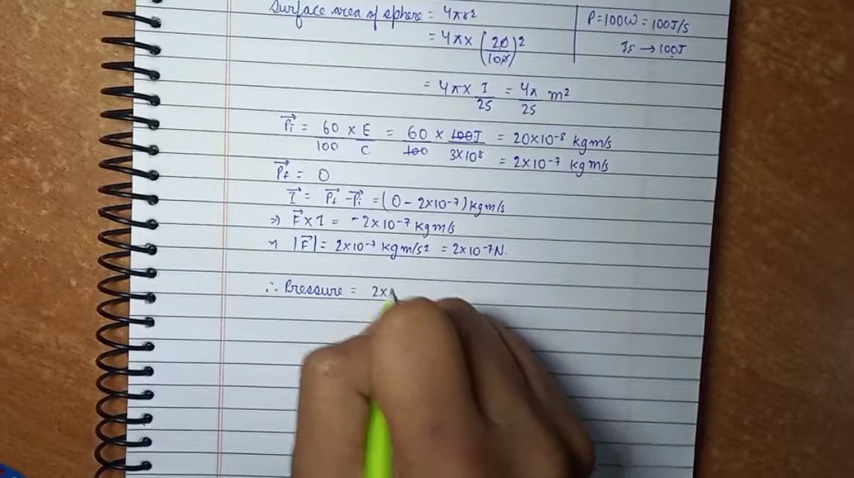 Surface area of sphere = 4πr²
= 4π × (20/100)²
= 4π × 1/25 = 4π/25 m²
P = 100W = 100J/s
1s → 100J
P⃗i = 60/100 × E/C = 60/100 × 100J/3×10⁸ = 20×10⁻⁸ kgm/s
= 2×10⁻⁷ kgm/s
P⃗f = 0
I⃗ = P⃗f - P⃗i = (0 - 2×10⁻⁷) kgm/s
⇒ F⃗ × 1 = -2×10⁻⁷ kgm/s
⇒ |F⃗| = 2×10⁻⁷ kgm/s² = 2×10⁻⁷N.
∴ Pressure = 2×